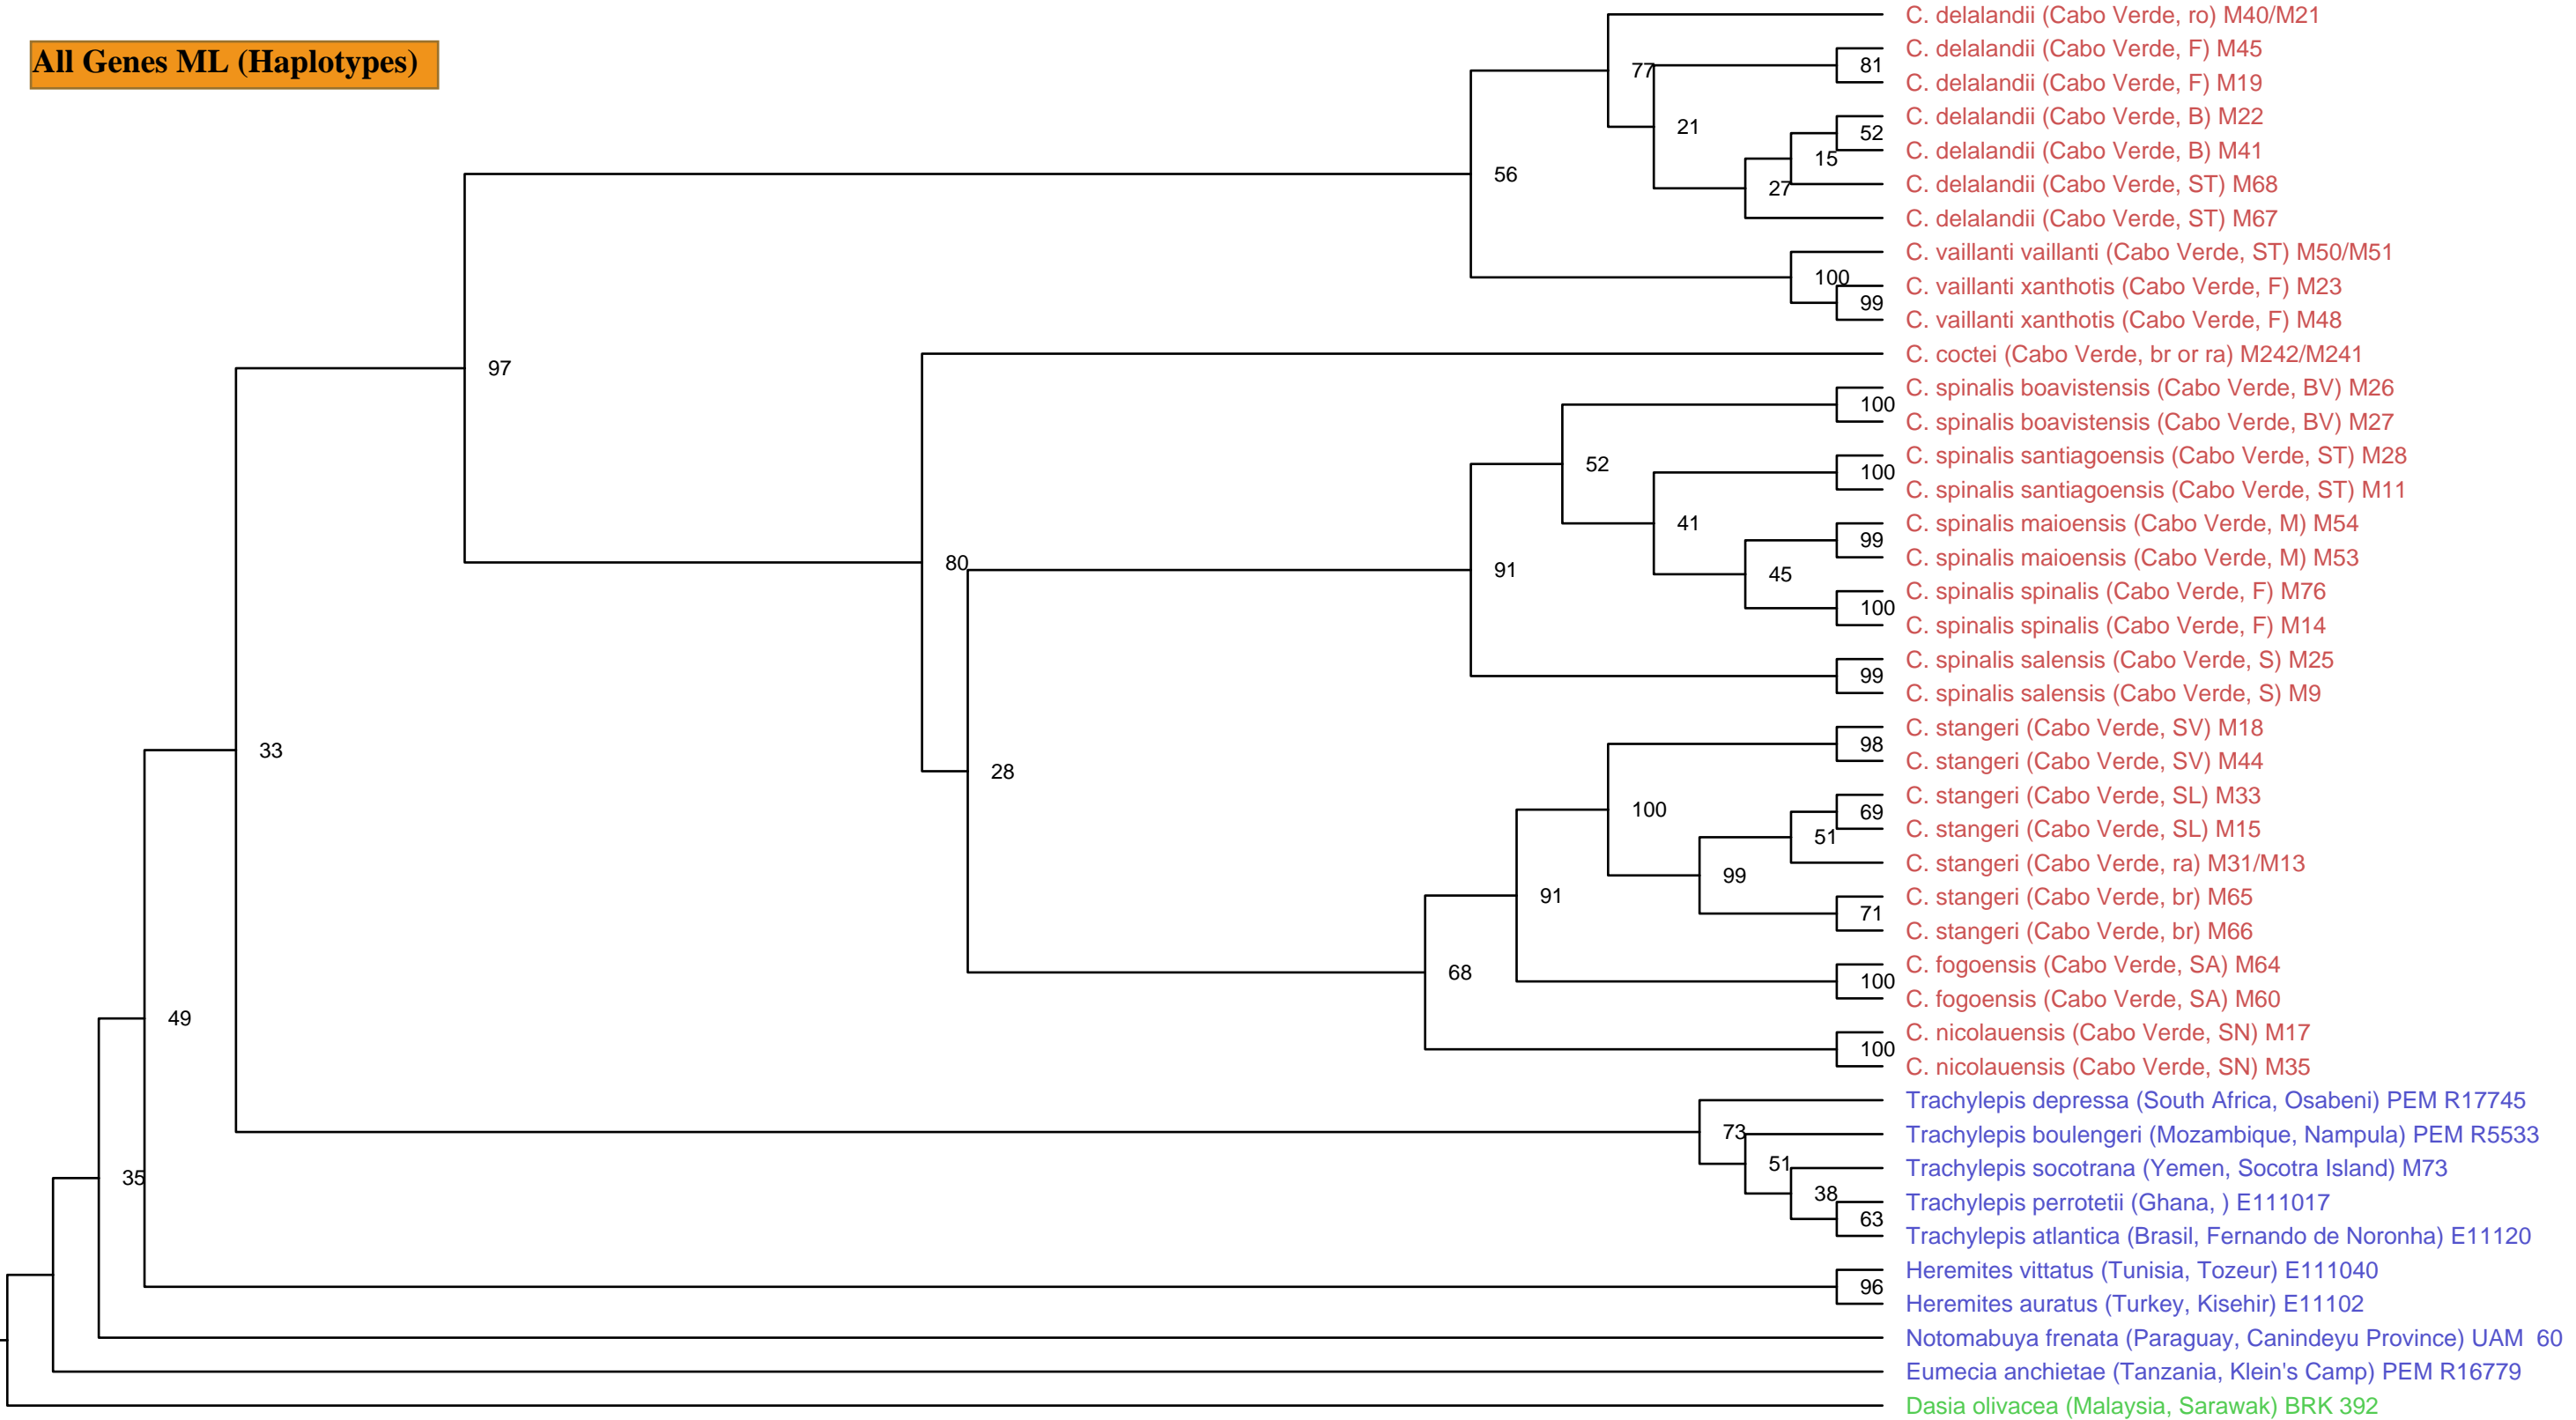 All Genes ML (Haplotypes)
C. delalandii (Cabo Verde, ro) M40/M21
C. delalandii (Cabo Verde, F) M45
77
81
C. delalandii (Cabo Verde, F) M19
C. delalandii (Cabo Verde, B) M22
21
52
C. delalandii (Cabo Verde, B) M41
15
56
C. delalandii (Cabo Verde, ST) M68
27
C. delalandii (Cabo Verde, ST) M67
C. vaillanti vaillanti (Cabo Verde, ST) M50/M51
100
C. vaillanti xanthotis (Cabo Verde, F) M23
99
C. vaillanti xanthotis (Cabo Verde, F) M48
C. coctei (Cabo Verde, br or ra) M242/M241
97
C. spinalis boavistensis (Cabo Verde, BV) M26
100
C. spinalis boavistensis (Cabo Verde, BV) M27
C. spinalis santiagoensis (Cabo Verde, ST) M28
52
100
C. spinalis santiagoensis (Cabo Verde, ST) M11
41
C. spinalis maioensis (Cabo Verde, M) M54
99
C. spinalis maioensis (Cabo Verde, M) M53
80
91
45
C. spinalis spinalis (Cabo Verde, F) M76
100
C. spinalis spinalis (Cabo Verde, F) M14
C. spinalis salensis (Cabo Verde, S) M25
99
C. spinalis salensis (Cabo Verde, S) M9
C. stangeri (Cabo Verde, SV) M18
98
33
C. stangeri (Cabo Verde, SV) M44
28
C. stangeri (Cabo Verde, SL) M33
100
69
C. stangeri (Cabo Verde, SL) M15
51
C. stangeri (Cabo Verde, ra) M31/M13
99
91
C. stangeri (Cabo Verde, br) M65
71
C. stangeri (Cabo Verde, br) M66
C. fogoensis (Cabo Verde, SA) M64
68
100
C. fogoensis (Cabo Verde, SA) M60
49
C. nicolauensis (Cabo Verde, SN) M17
100
C. nicolauensis (Cabo Verde, SN) M35
Trachylepis depressa (South Africa, Osabeni) PEM R17745
73
Trachylepis boulengeri (Mozambique, Nampula) PEM R5533
51
Trachylepis socotrana (Yemen, Socotra Island) M73
35
38
Trachylepis perrotetii (Ghana, ) E111017
63
Trachylepis atlantica (Brasil, Fernando de Noronha) E11120
Heremites vittatus (Tunisia, Tozeur) E111040
96
Heremites auratus (Turkey, Kisehir) E11102
Notomabuya frenata (Paraguay, Canindeyu Province) UAM 60
Eumecia anchietae (Tanzania, Klein's Camp) PEM R16779
Dasia olivacea (Malaysia, Sarawak) BRK 392